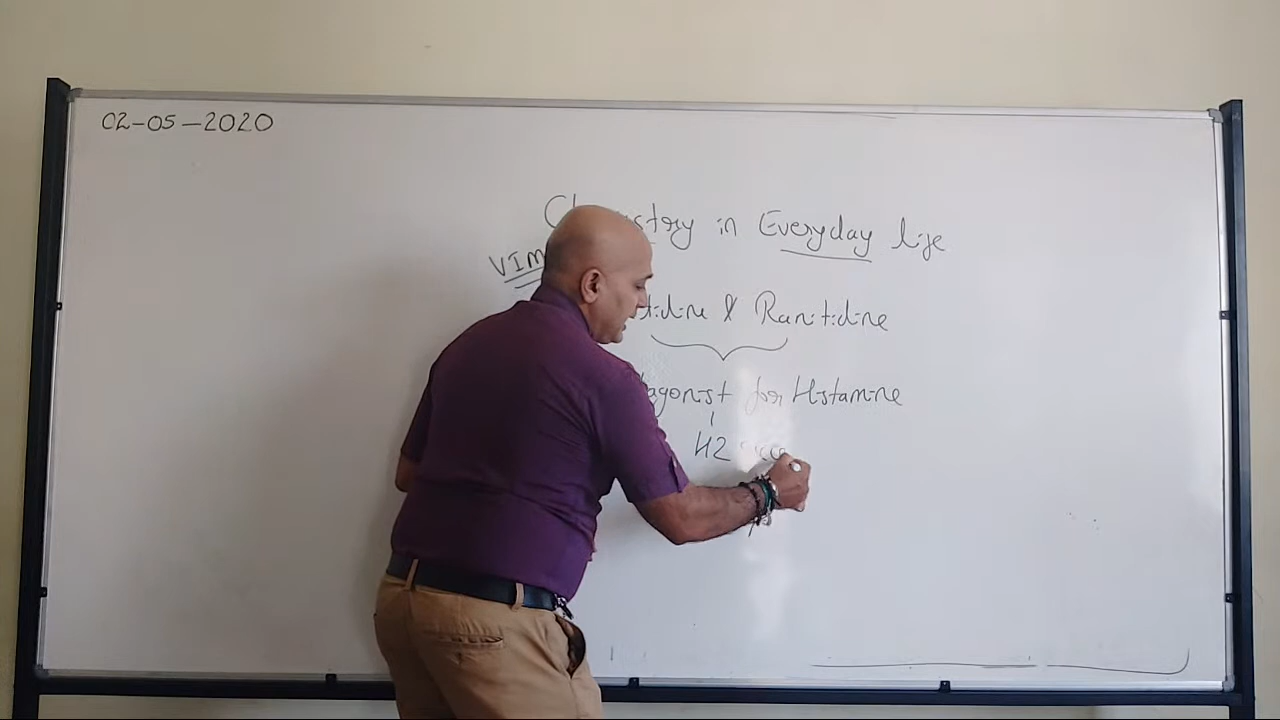 02-05-2020
Chemistry in Everyday life
VIM
tidine & Ranitidine
agonist for Histamine
H2